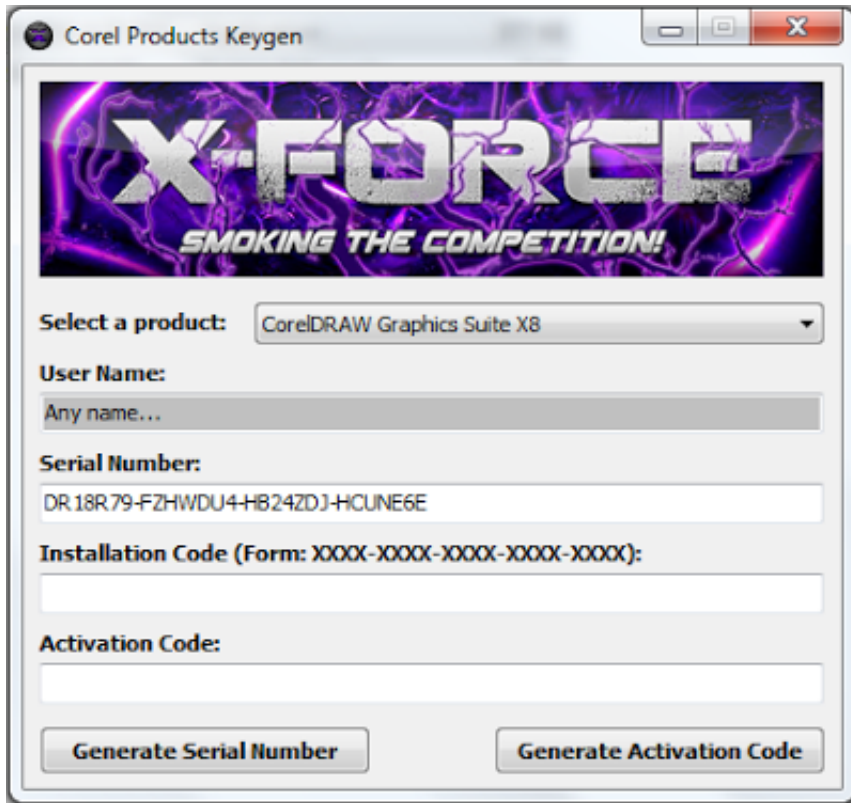 Corel Products Keygen
X-FORCE
SMOKING THE COMPETITION!
Select a product: CorelDRAW Graphics Suite X8
User Name:
Any name...
Serial Number:
DR18R79-FZHWDU4-HB24ZDJ-HCUNE6E
Installation Code (Form: XXXX-XXXX-XXXX-XXXX-XXXX):
Activation Code:
Generate Serial Number Generate Activation Code